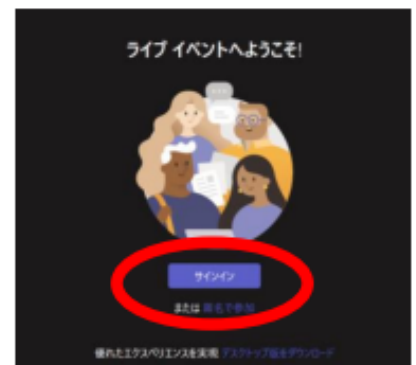 ライブ イベントへようこそ!
サインイン
または 匿名で参加
優れたエクスペリエンスを実現 デスクトップ版をダウンロード